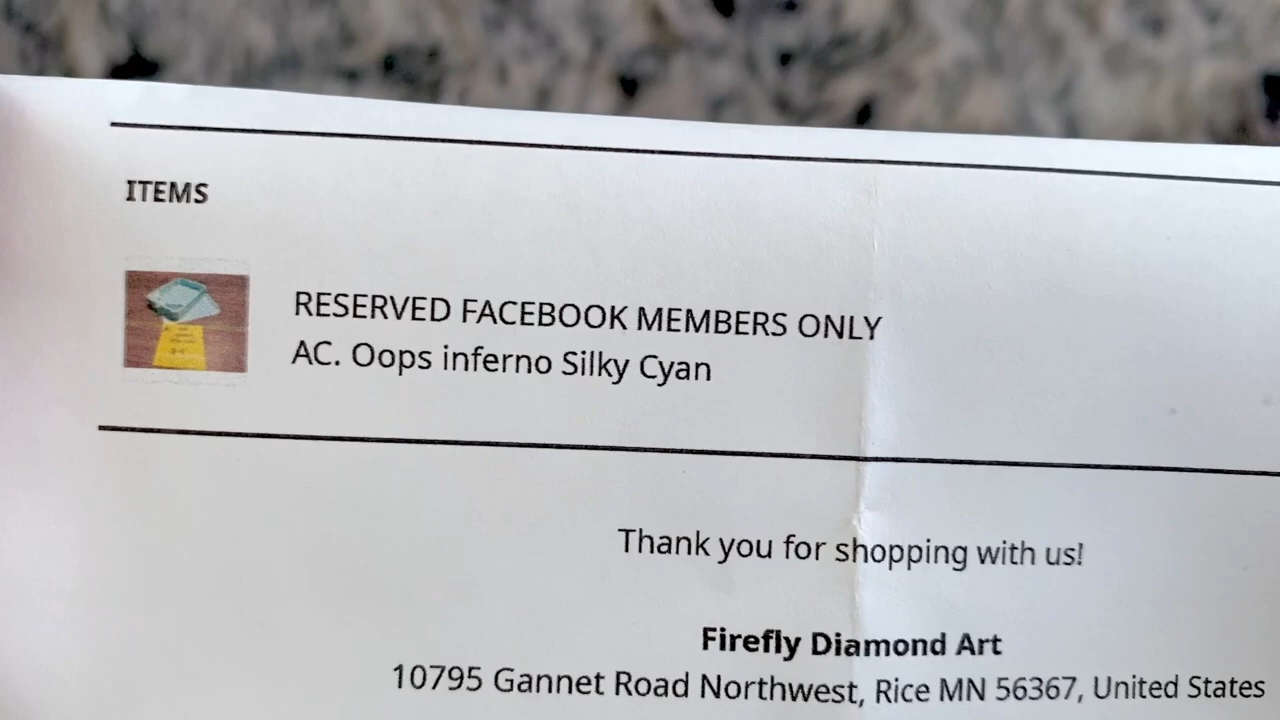 ITEMS
RESERVED FACEBOOK MEMBERS ONLY
AC. Oops inferno Silky Cyan
Thank you for shopping with us!
Firefly Diamond Art
10795 Gannet Road Northwest, Rice MN 56367, United States